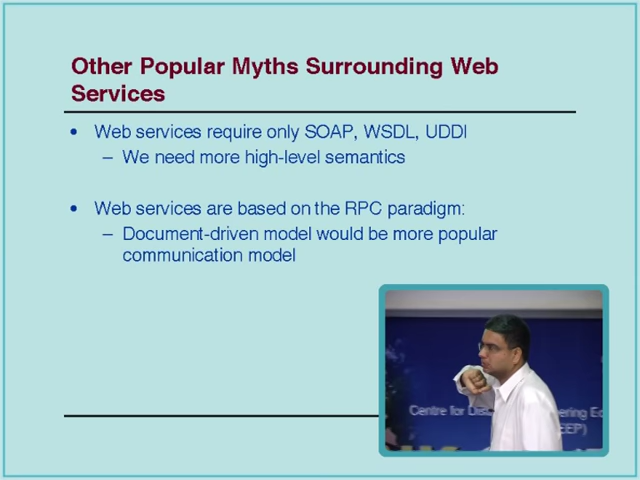 Other Popular Myths Surrounding Web
Services
• Web services require only SOAP, WSDL, UDDI
– We need more high-level semantics
• Web services are based on the RPC paradigm:
– Document-driven model would be more popular
communication model
Centre for